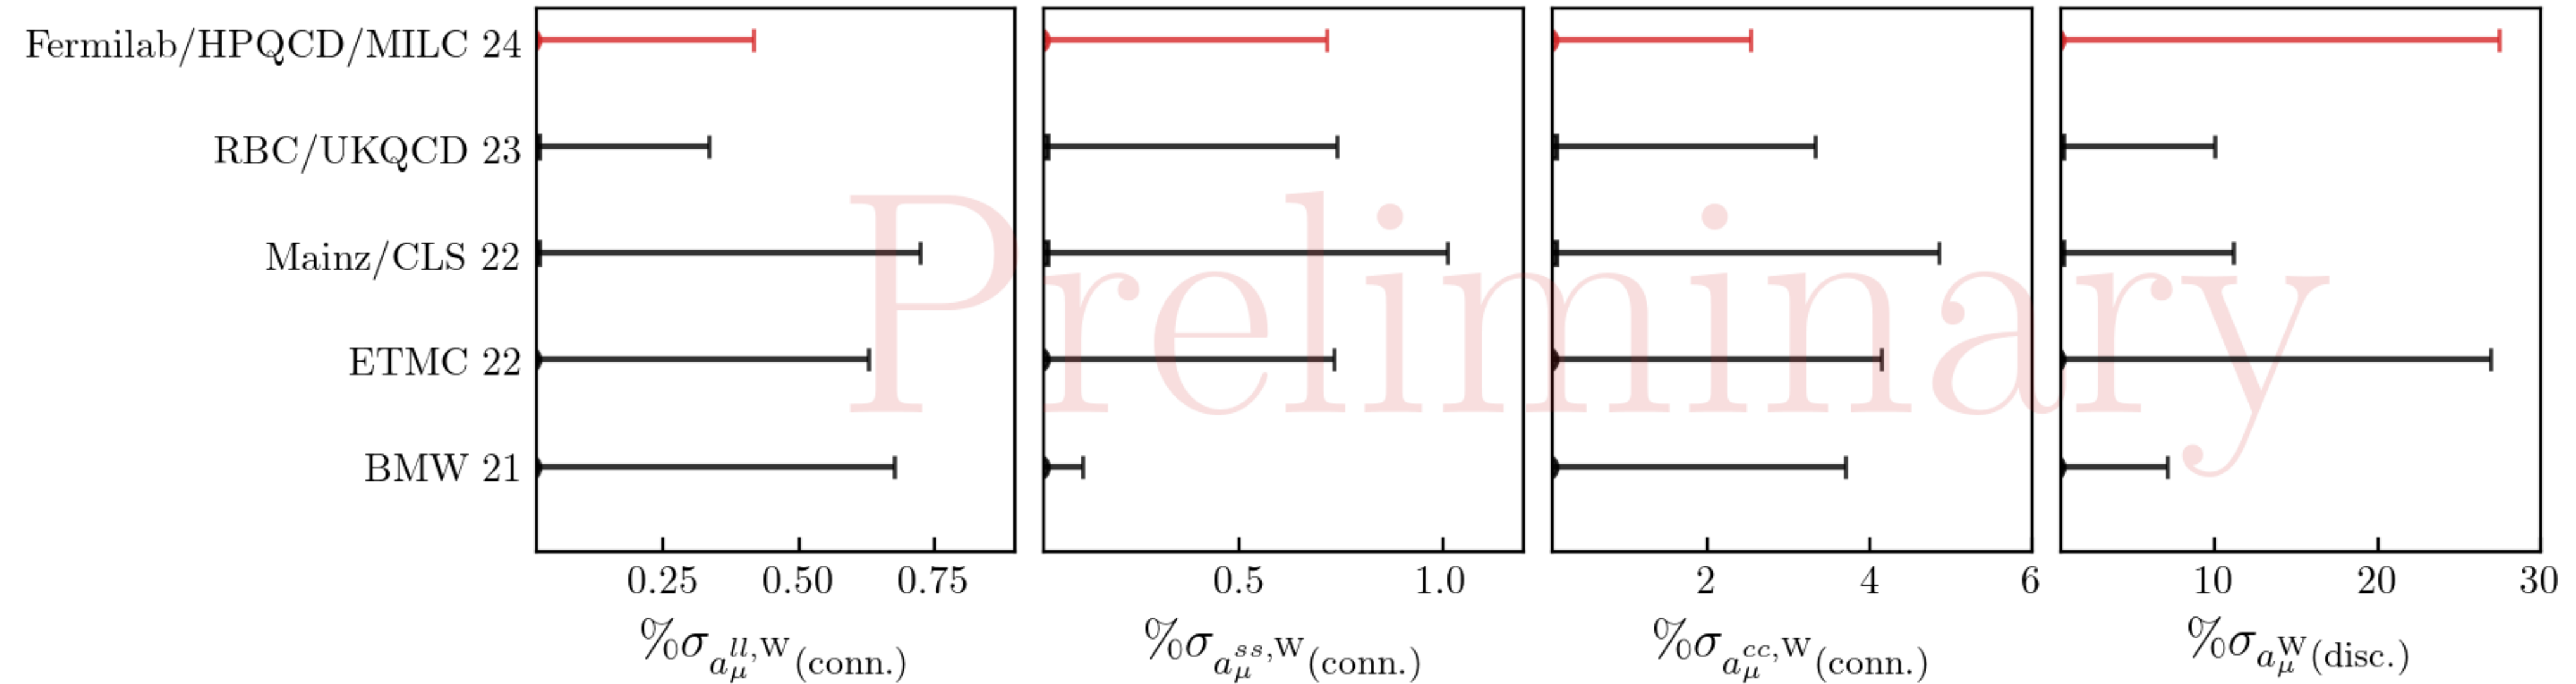 Fermilab/HPQCD/MILC 24
RBC/UKQCD 23
Mainz/CLS 22
ETMC 22
BMW 21
Preliminary
0.25 0.50 0.75
0.5 1.0
2 4 6
10 20 30
%σ_{a_μ^{ll,W}(conn.)}
%σ_{a_μ^{ss,W}(conn.)}
%σ_{a_μ^{cc,W}(conn.)}
%σ_{a_μ^{W}(disc.)}